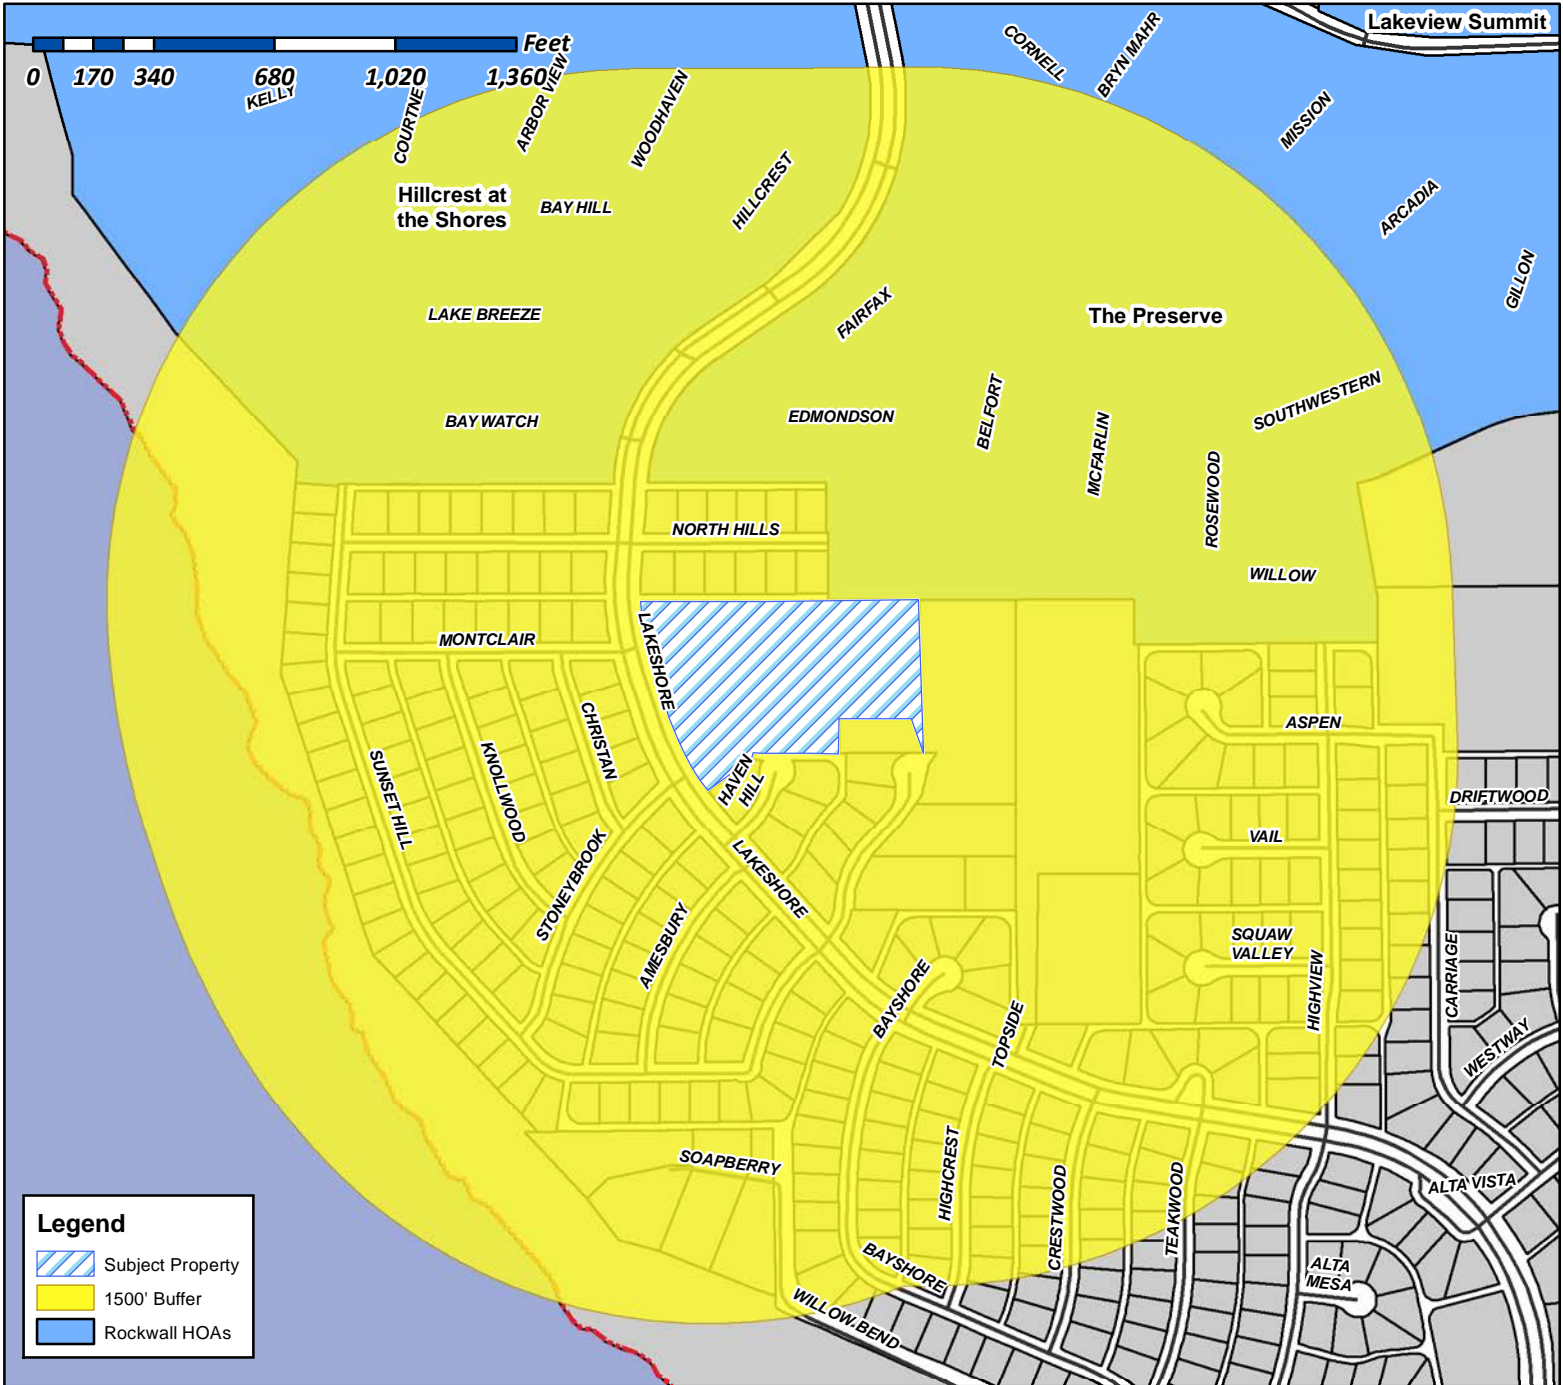 Lakeview Summit
Feet
0 170 340 680 1,020 1,360
CORNELL
BRYN MAHR
KELLY
COURTNE
ARBOR VIEW
WOODHAVEN
MISSION
HILLCREST
Hillcrest at
the Shores
BAY HILL
ARCADIA
GILLON
LAKE BREEZE
FAIRFAX
The Preserve
BAY WATCH
EDMONDSON
BELFORT
MCFARLIN
SOUTHWESTERN
ROSEWOOD
NORTH HILLS
WILLOW
MONTCLAIR
LAKESHORE
CHRISTAN
ASPEN
SUNSET HILL
KNOLLWOOD
HAVEN
HILL
DRIFTWOOD
VAIL
STONEYBROOK
LAKESHORE
AMESBURY
SQUAW
VALLEY
HIGHVIEW
CARRIAGE
BAYSHORE
TOPSIDE
WESTWAY
SOAPBERRY
HIGHCREST
CRESTWOOD
TEAKWOOD
ALTA VISTA
BAYSHORE
ALTA
MESA
WILLOW BEND
Legend
Subject Property
1500' Buffer
Rockwall HOAs